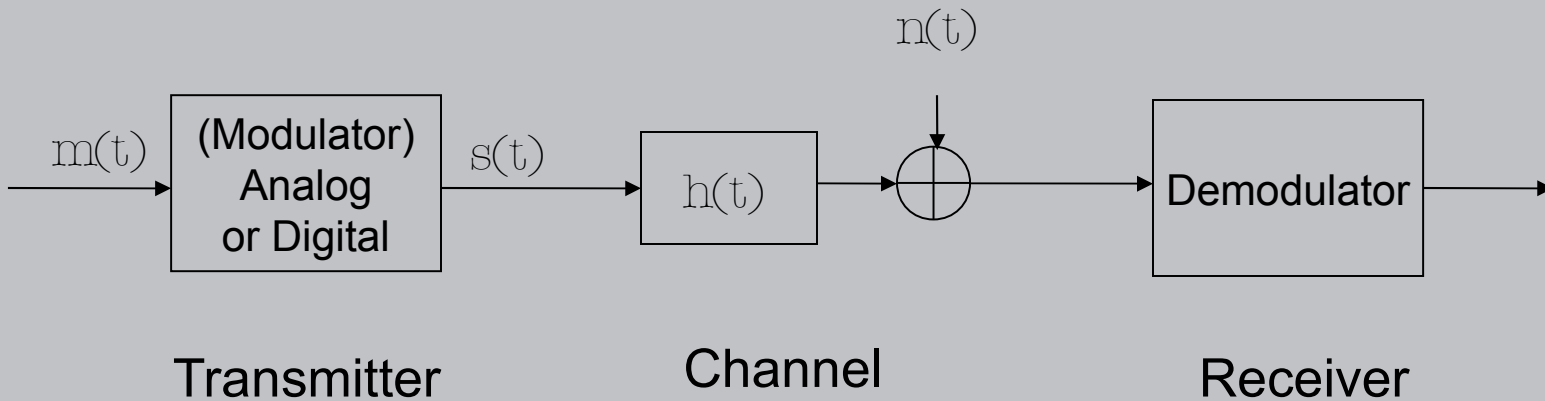 n(t)
m(t)
(Modulator)
Analog
or Digital
s(t)
h(t)
Demodulator
Transmitter
Channel
Receiver